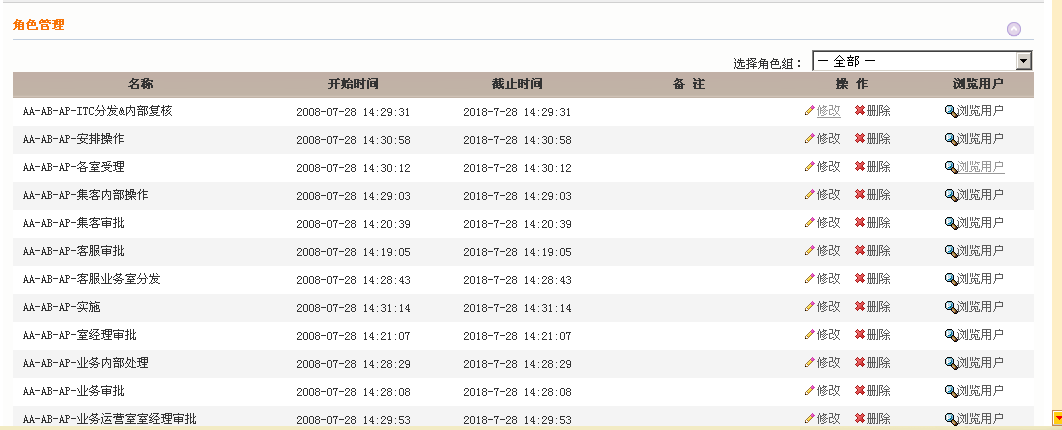 角色管理
选择角色组： — 全部 —
名称 开始时间 截止时间 备 注 操 作 浏览用户
AA-AB-AP-ITC分发&内部复核 2008-07-28 14:29:31 2018-7-28 14:29:31 修改 删除 浏览用户
AA-AB-AP-安排操作 2008-07-28 14:30:58 2018-7-28 14:30:58 修改 删除 浏览用户
AA-AB-AP-各室受理 2008-07-28 14:30:12 2018-7-28 14:30:12 修改 删除 浏览用户
AA-AB-AP-集客内部操作 2008-07-28 14:29:03 2018-7-28 14:29:03 修改 删除 浏览用户
AA-AB-AP-集客审批 2008-07-28 14:20:39 2018-7-28 14:20:39 修改 删除 浏览用户
AA-AB-AP-客服审批 2008-07-28 14:19:05 2018-7-28 14:19:05 修改 删除 浏览用户
AA-AB-AP-客服业务室分发 2008-07-28 14:28:43 2018-7-28 14:28:43 修改 删除 浏览用户
AA-AB-AP-实施 2008-07-28 14:31:14 2018-7-28 14:31:14 修改 删除 浏览用户
AA-AB-AP-室经理审批 2008-07-28 14:21:07 2018-7-28 14:21:07 修改 删除 浏览用户
AA-AB-AP-业务内部处理 2008-07-28 14:28:29 2018-7-28 14:28:29 修改 删除 浏览用户
AA-AB-AP-业务审批 2008-07-28 14:28:08 2018-7-28 14:28:08 修改 删除 浏览用户
AA-AB-AP-业务运营室室经理审批 2008-07-28 14:29:53 2018-7-28 14:29:53 修改 删除 浏览用户